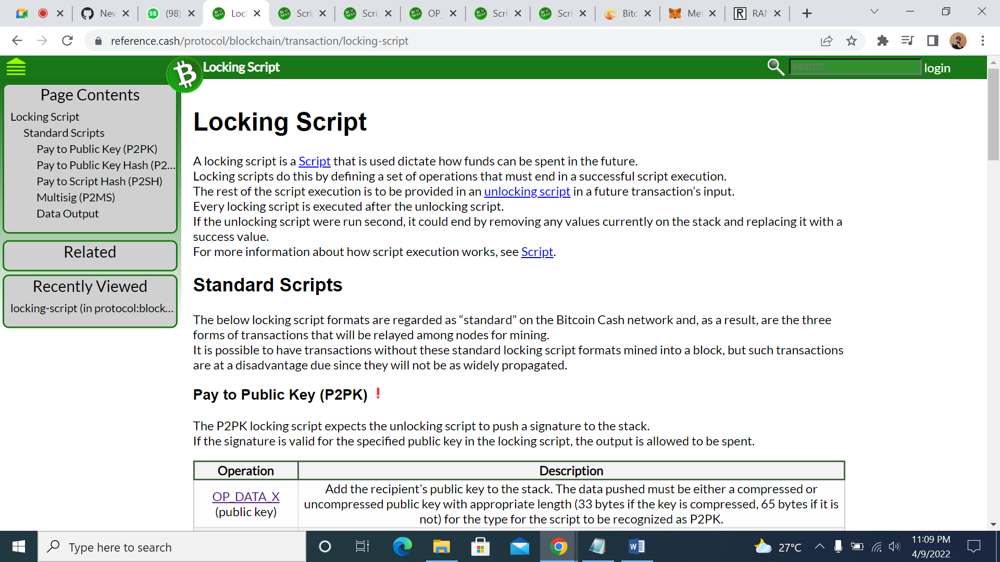 New
(98)
Loc
Scri
Scri
OP_
Scri
Scri
Bitc
Met
RAN
reference.cash/protocol/blockchain/transaction/locking-script
Locking Script
search
login
Page Contents
Locking Script
Standard Scripts
Pay to Public Key (P2PK)
Pay to Public Key Hash (P2...
Pay to Script Hash (P2SH)
Multisig (P2MS)
Data Output
Related
Recently Viewed
locking-script (in protocol:block...
Locking Script
A locking script is a Script that is used dictate how funds can be spent in the future.
Locking scripts do this by defining a set of operations that must end in a successful script execution.
The rest of the script execution is to be provided in an unlocking script in a future transaction’s input.
Every locking script is executed after the unlocking script.
If the unlocking script were run second, it could end by removing any values currently on the stack and replacing it with a
success value.
For more information about how script execution works, see Script.
Standard Scripts
The below locking script formats are regarded as “standard” on the Bitcoin Cash network and, as a result, are the three
forms of transactions that will be relayed among nodes for mining.
It is possible to have transactions without these standard locking script formats mined into a block, but such transactions
are at a disadvantage due since they will not be as widely propagated.
Pay to Public Key (P2PK) !
The P2PK locking script expects the unlocking script to push a signature to the stack.
If the signature is valid for the specified public key in the locking script, the output is allowed to be spent.
Operation
Description
OP_DATA_X
(public key)
Add the recipient’s public key to the stack. The data pushed must be either a compressed or
uncompressed public key with appropriate length (33 bytes if the key is compressed, 65 bytes if it is
not) for the type for the script to be recognized as P2PK.
Type here to search
27°C
11:09 PM
4/9/2022